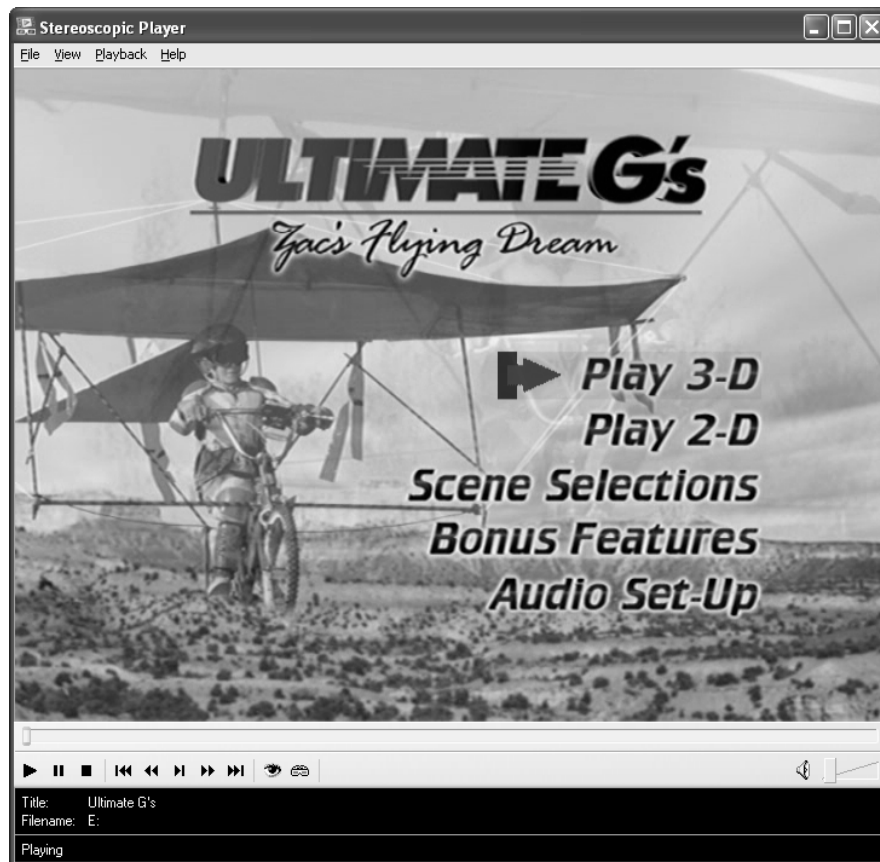 Stereoscopic Player
File View Playback Help
ULTIMATE G's
Zac's Flying Dream
Play 3-D
Play 2-D
Scene Selections
Bonus Features
Audio Set-Up
Title: Ultimate G's
Filename: E:
Playing